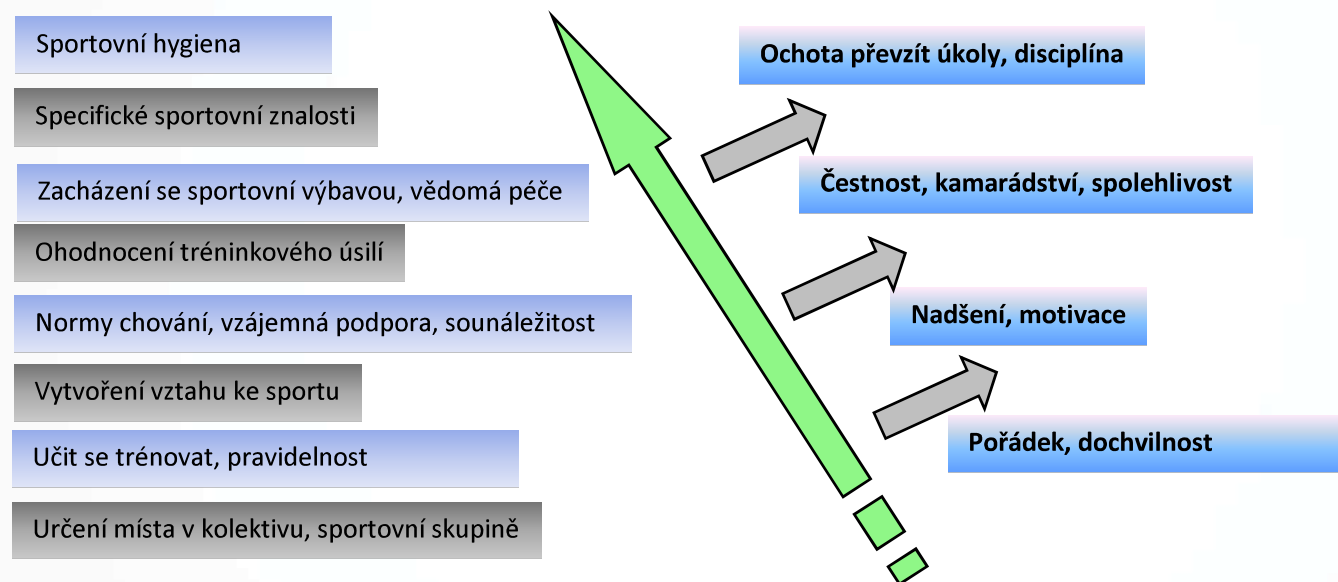 Sportovní hygiena
Specifické sportovní znalosti
Zacházení se sportovní výbavou, vědomá péče
Ohodnocení tréninkového úsilí
Normy chování, vzájemná podpora, sounáležitost
Vytvoření vztahu ke sportu
Učit se trénovat, pravidelnost
Určení místa v kolektivu, sportovní skupině
Ochota převzít úkoly, disciplína
Čestnost, kamarádství, spolehlivost
Nadšení, motivace
Pořádek, dochvilnost